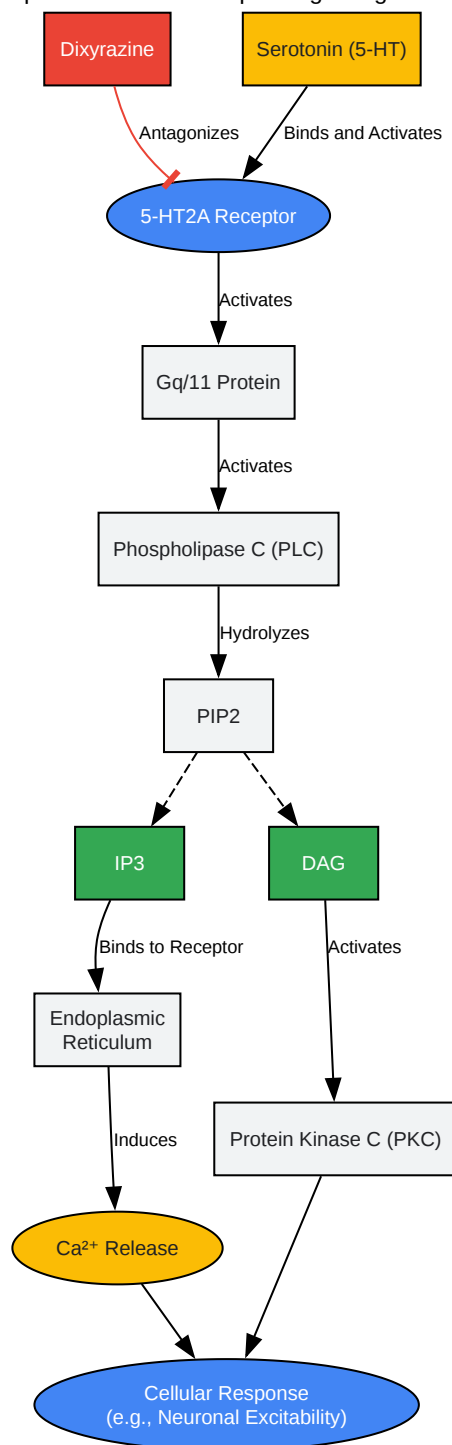 Dixyrazine
Serotonin (5-HT)
Antagonizes
Binds and Activates
5-HT2A Receptor
Activates
Gq/11 Protein
Activates
Phospholipase C (PLC)
Hydrolyzes
PIP2
IP3
DAG
Binds to Receptor
Activates
Endoplasmic
Reticulum
Induces
Protein Kinase C (PKC)
Ca²⁺ Release
Cellular Response
(e.g., Neuronal Excitability)